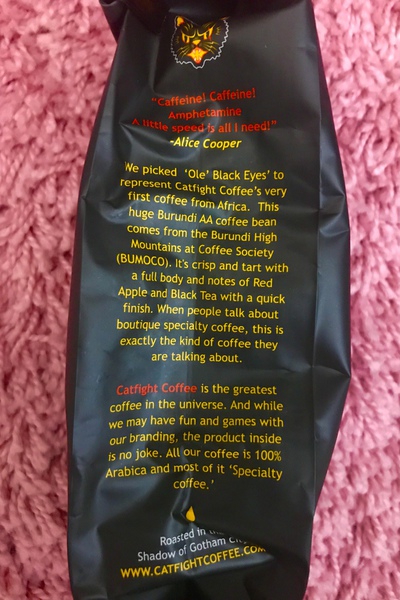 "Caffeine! Caffeine!
Amphetamine
A little speed is all I need!"
-Alice Cooper
We picked 'Ole' Black Eyes' to
represent Catfight Coffee's very
first coffee from Africa. This
huge Burundi AA coffee bean
comes from the Burundi High
Mountains at Coffee Society
(BUMOCO). It's crisp and tart with
a full body and notes of Red
Apple and Black Tea with a quick
finish. When people talk about
boutique specialty coffee, this is
exactly the kind of coffee they
are talking about.
Catfight Coffee is the greatest
coffee in the universe. And while
we may have fun and games with
our branding, the product inside
is no joke. All our coffee is 100%
Arabica and most of it 'Specialty
coffee.'
Roasted in
Shadow of Gotham City
WWW.CATFIGHTCOFFEE.COM